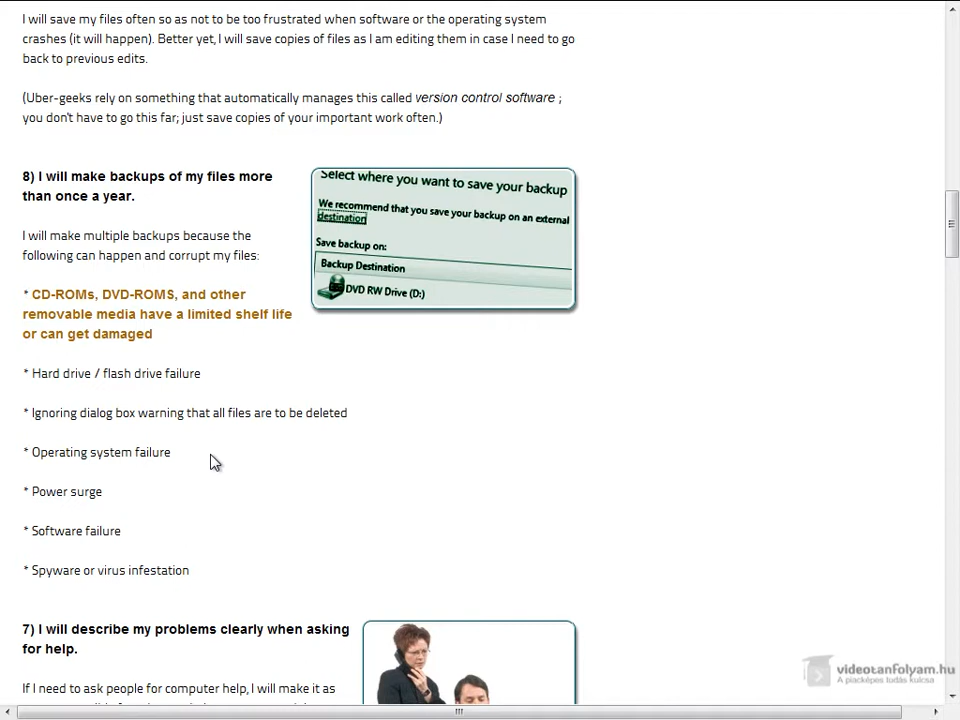 I will save my files often so as not to be too frustrated when software or the operating system
crashes (it will happen). Better yet, I will save copies of files as I am editing them in case I need to go
back to previous edits.
(Uber-geeks rely on something that automatically manages this called version control software ;
you don't have to go this far; just save copies of your important work often.)
8) I will make backups of my files more
than once a year.
Select where you want to save your backup
We recommend that you save your backup on an external
destination
Save backup on:
Backup Destination
DVD RW Drive (D:)
I will make multiple backups because the
following can happen and corrupt my files:
* CD-ROMs, DVD-ROMS, and other
removable media have a limited shelf life
or can get damaged
* Hard drive / flash drive failure
* Ignoring dialog box warning that all files are to be deleted
* Operating system failure
* Power surge
* Software failure
* Spyware or virus infestation
7) I will describe my problems clearly when asking
for help.
If I need to ask people for computer help, I will make it as
videotanfolyam.hu
A piacképes tudás kulcsa